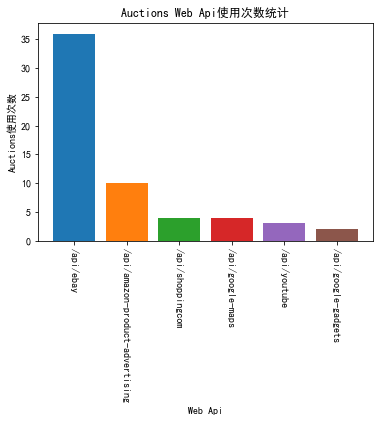 Auctions Web Api使用次数统计
Auctions使用次数
35
30
25
20
15
10
5
0
/api/ebay
/api/amazon-product-advertising
/api/shoppingcom
/api/google-maps
/api/youtube
/api/google-gadgets
Web Api